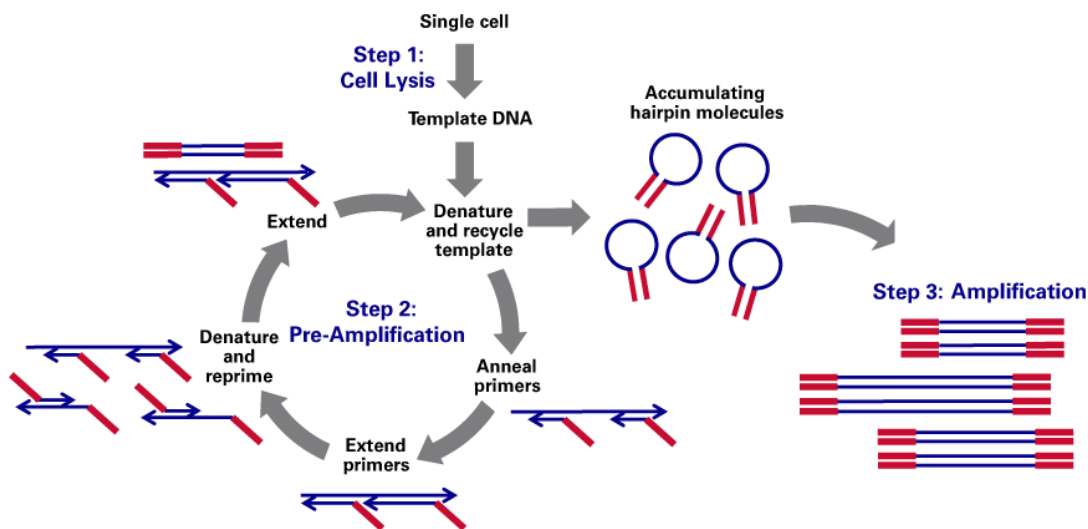 Single cell
Step 1:
Cell Lysis
Template DNA
Accumulating
hairpin molecules
Extend
Denature
and recycle
template
Step 2:
Pre-Amplification
Step 3: Amplification
Denature
and
reprime
Anneal
primers
Extend
primers